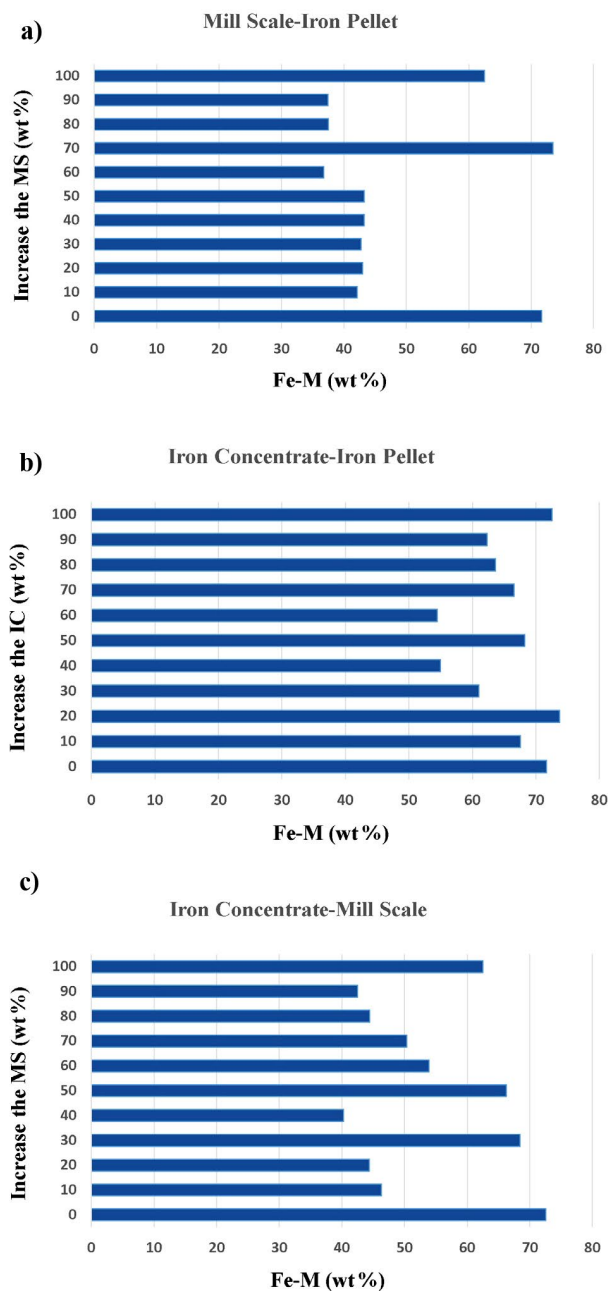 a)
Mill Scale-Iron Pellet
Increase the MS (wt%)
100
90
80
70
60
50
40
30
20
10
0
0 10 20 30 40 50 60 70 80
Fe-M (wt%)
b)
Iron Concentrate-Iron Pellet
Increase the IC (wt%)
100
90
80
70
60
50
40
30
20
10
0
0 10 20 30 40 50 60 70 80
Fe-M (wt%)
c)
Iron Concentrate-Mill Scale
Increase the MS (wt%)
100
90
80
70
60
50
40
30
20
10
0
0 10 20 30 40 50 60 70 80
Fe-M (wt%)